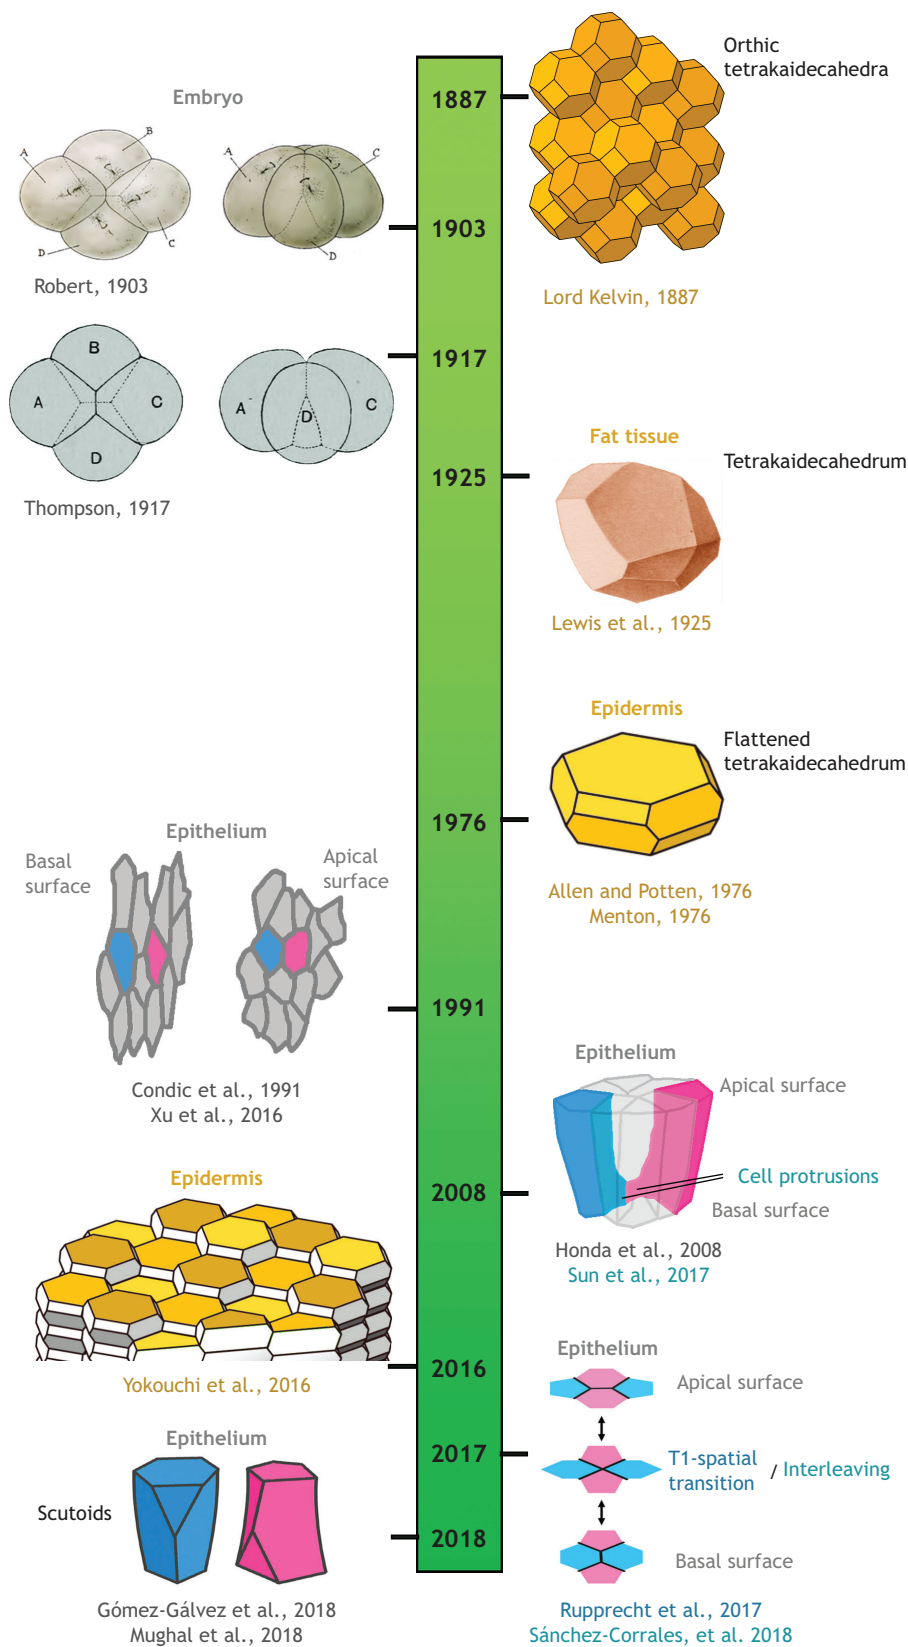 Orthic
tetrakaidecahedra
1887
Lord Kelvin, 1887
Embryo
A
B
C
D
A
C
D
1903
Robert, 1903
1917
B
A
C
D
A
D
C
Thompson, 1917
1925
Fat tissue
Tetrakaidecahedrum
Lewis et al., 1925
1976
Epidermis
Flattened
tetrakaidecahedrum
Allen and Potten, 1976
Menton, 1976
Epithelium
Basal
surface
Apical
surface
1991
Condic et al., 1991
Xu et al., 2016
2008
Epithelium
Apical surface
Cell protrusions
Basal surface
Honda et al., 2008
Sun et al., 2017
Epidermis
2016
Yokouchi et al., 2016
Epithelium
Apical surface
2017
T1-spatial
transition
/ Interleaving
Basal surface
Rupprecht et al., 2017
Sánchez-Corrales, et al. 2018
Epithelium
Scutoids
2018
Gómez-Gálvez et al., 2018
Mughal et al., 2018